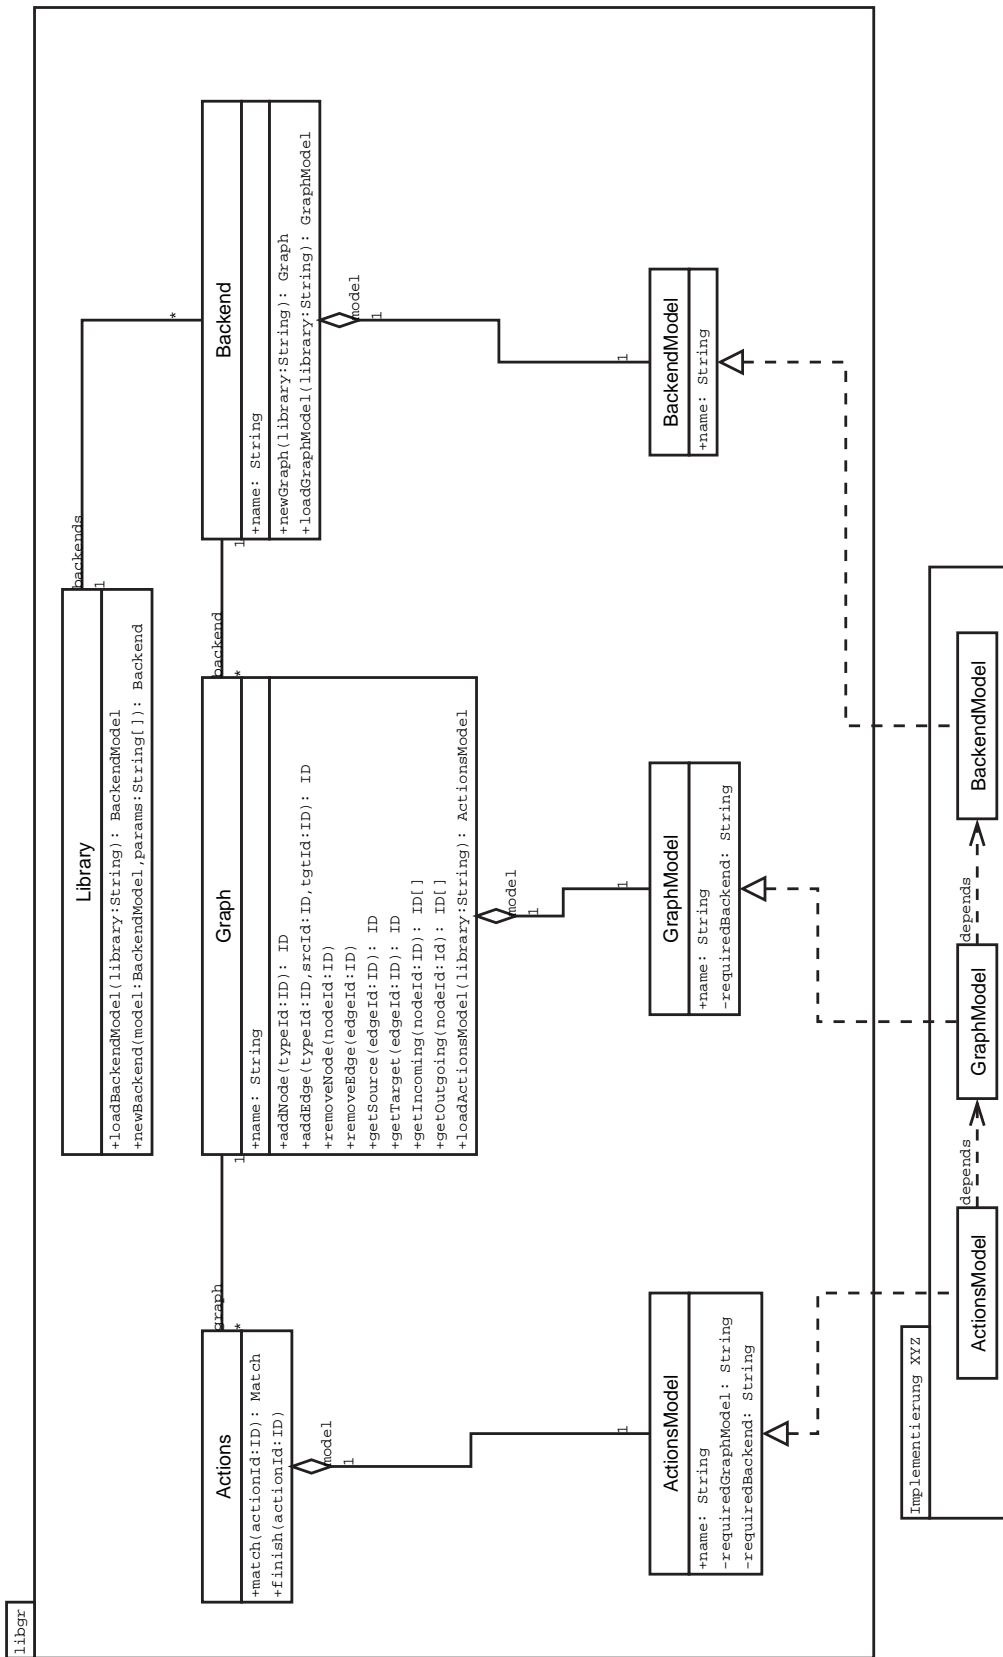 libgr
Library
+loadBackendModel(library:String): BackendModel
+newBackend(model:BackendModel,params:String[]): Backend
backends
1
*
Actions
+match(actionId:ID): Match
+finish(actionId:ID)
graph
*
1
Graph
+name: String
+addNode(typeId:ID): ID
+addEdge(typeId:ID,srcId:ID,tgtId:ID): ID
+removeNode(nodeId:ID)
+removeEdge(edgeId:ID)
+getSource(edgeId:ID): ID
+getTarget(edgeId:ID): ID
+getIncoming(nodeId:ID): ID[]
+getOutgoing(nodeId:Id): ID[]
+loadActionsModel(library:String): ActionsModel
backend
*
1
Backend
+name: String
+newGraph(library:String): Graph
+loadGraphModel(library:String): GraphModel
model
1
1
model
1
1
model
1
1
ActionsModel
+name: String
-requiredGraphModel: String
-requiredBackend: String
GraphModel
+name: String
-requiredBackend: String
BackendModel
+name: String
Implementierung XYZ
ActionsModel
depends
GraphModel
depends
BackendModel